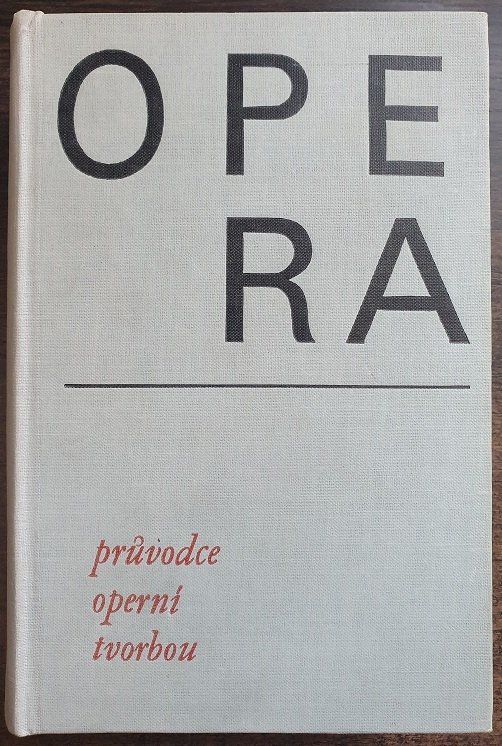 OPE
RA
průvodce
operní
tvorbou